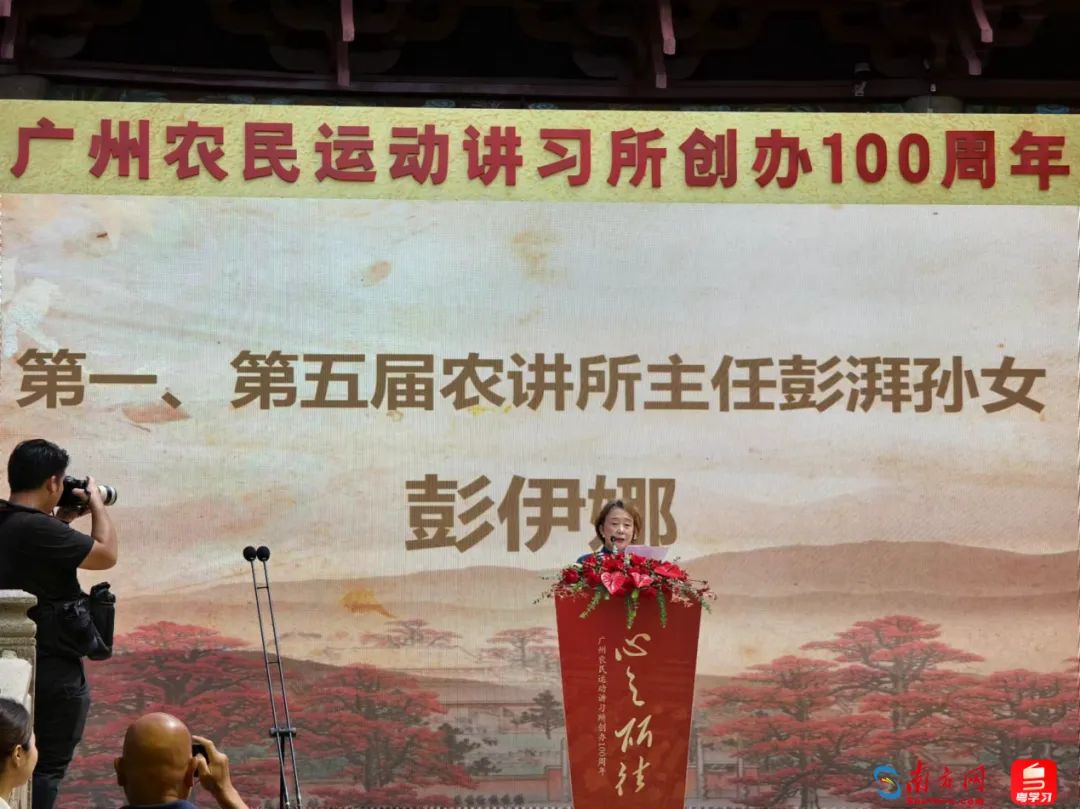 广州农民运动讲习所创办100周年
第一、第五届农讲所主任彭湃孙女
彭伊娜
心之所往
广州农民运动讲习所创办100周年
南方网
粤学习